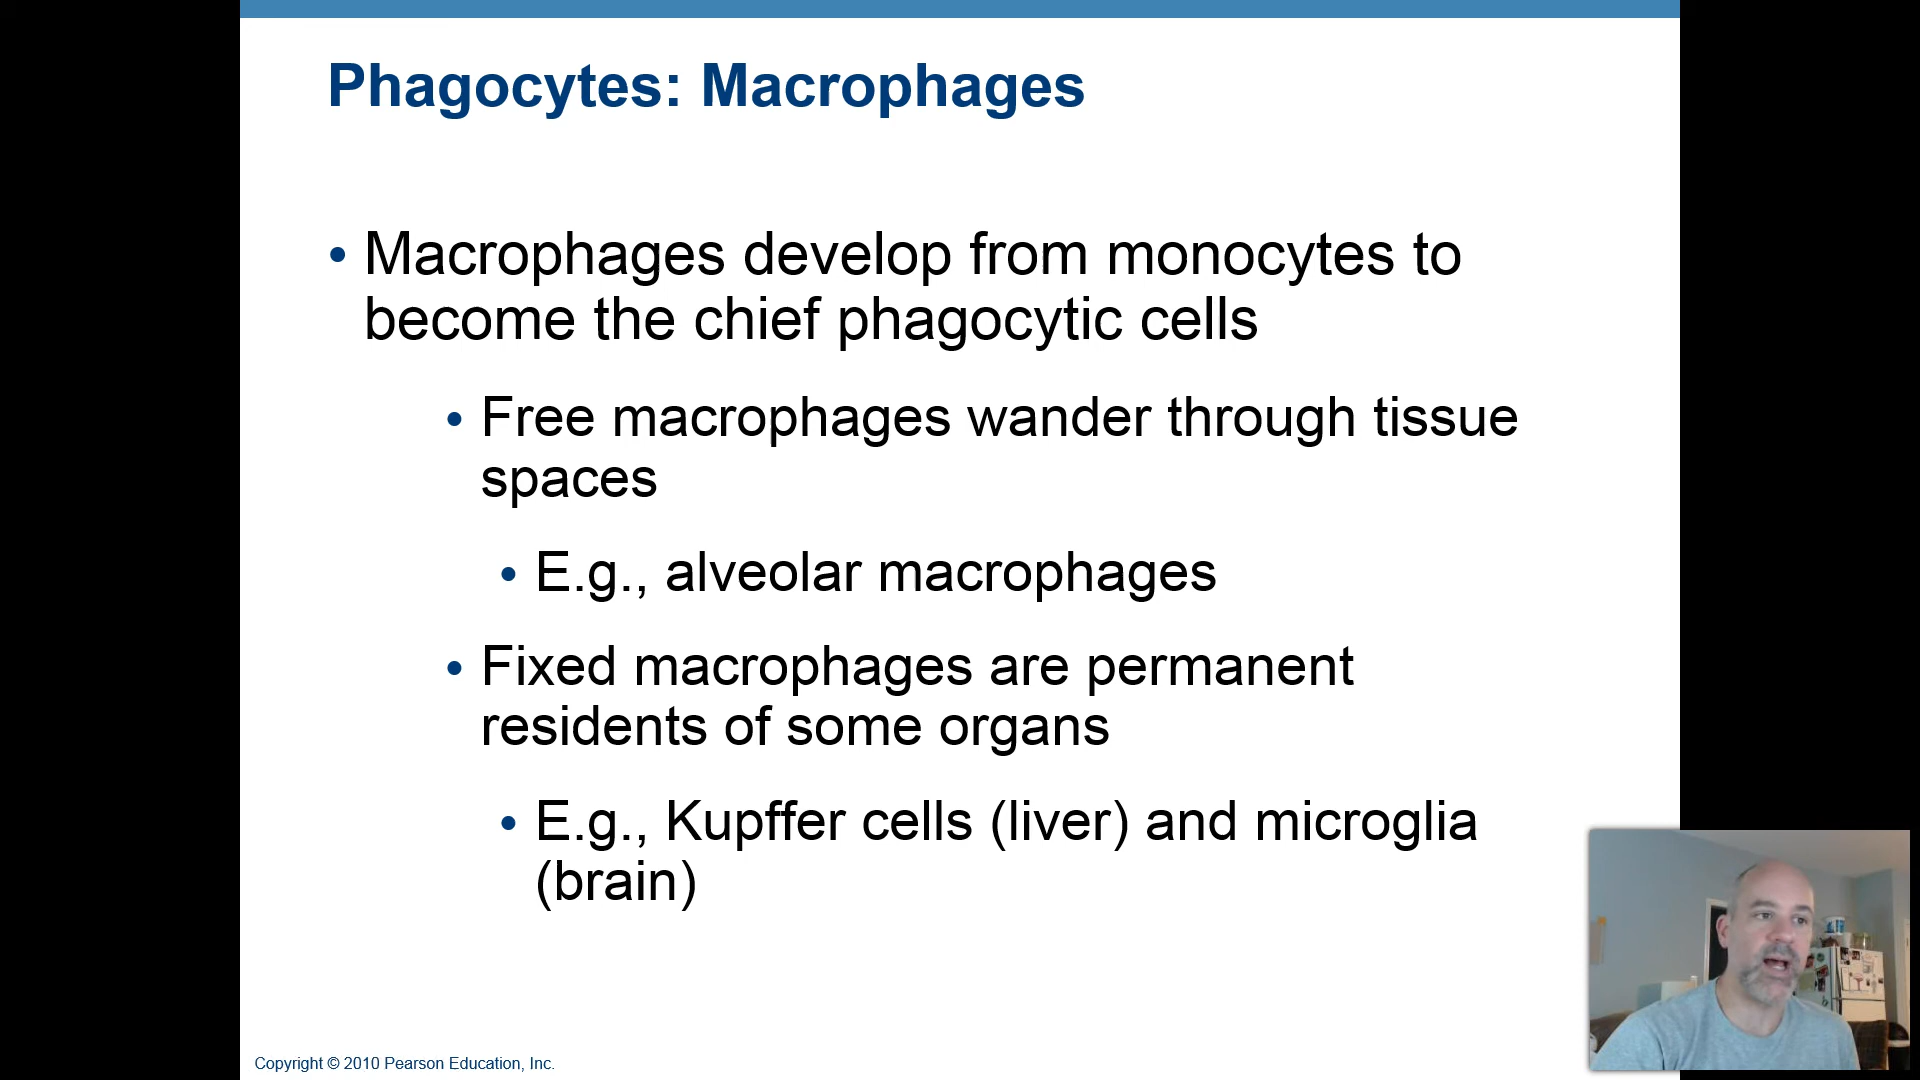 Phagocytes: Macrophages
• Macrophages develop from monocytes to
become the chief phagocytic cells
• Free macrophages wander through tissue
spaces
• E.g., alveolar macrophages
• Fixed macrophages are permanent
residents of some organs
• E.g., Kupffer cells (liver) and microglia
(brain)
Copyright © 2010 Pearson Education, Inc.